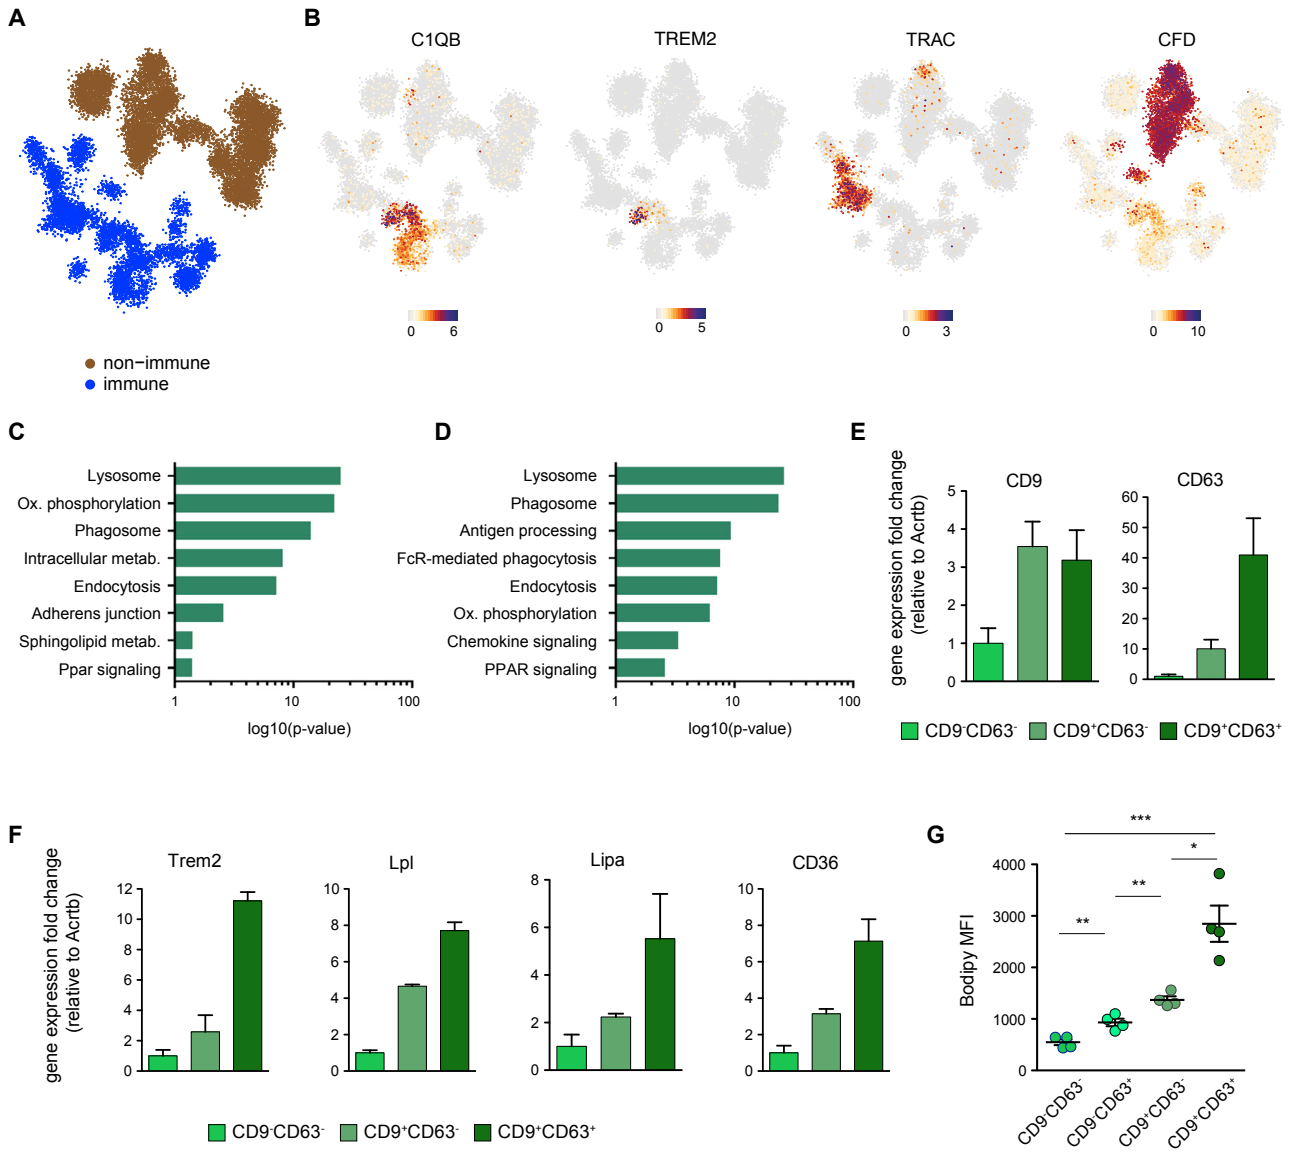 A
B
C1QB
TREM2
TRAC
CFD
0 6
0 5
0 3
0 10
non−immune
immune
C
Lysosome
Ox. phosphorylation
Phagosome
Intracellular metab.
Endocytosis
Adherens junction
Sphingolipid metab.
Ppar signaling
1 10 100
log10(p-value)
D
Lysosome
Phagosome
Antigen processing
FcR-mediated phagocytosis
Endocytosis
Ox. phosphorylation
Chemokine signaling
PPAR signaling
1 10 100
log10(p-value)
E
gene expression fold change
(relative to Acrtb)
CD9
5
4
3
2
1
0
CD63
60
50
40
30
20
10
0
CD9⁻CD63⁻ CD9⁺CD63⁻ CD9⁺CD63⁺
F
gene expression fold change
(relative to Acrtb)
Trem2
12
10
8
6
4
2
0
Lpl
10
8
6
4
2
0
Lipa
8
6
4
2
0
CD36
10
8
6
4
2
0
CD9⁻CD63⁻ CD9⁺CD63⁻ CD9⁺CD63⁺
G
***
*
**
**
Bodipy MFI
4000
3000
2000
1000
0
CD9⁻CD63⁻
CD9⁻CD63⁺
CD9⁺CD63⁻
CD9⁺CD63⁺